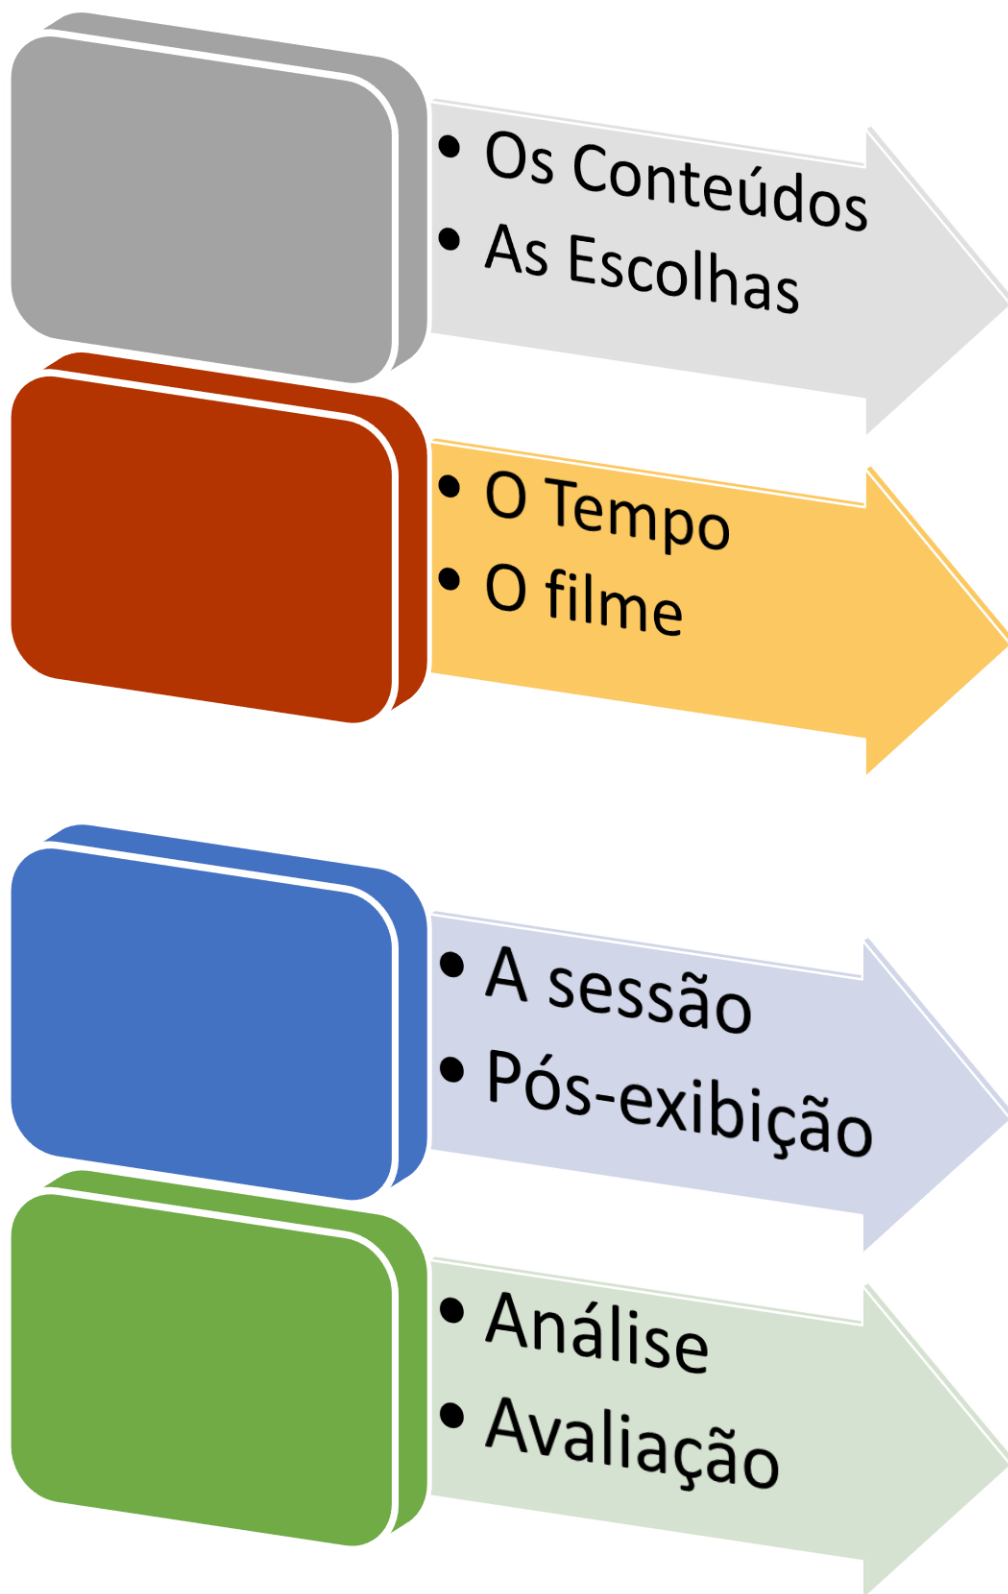 • Os Conteúdos
• As Escolhas
• O Tempo
• O filme
• A sessão
• Pós-exibição
• Análise
• Avaliação